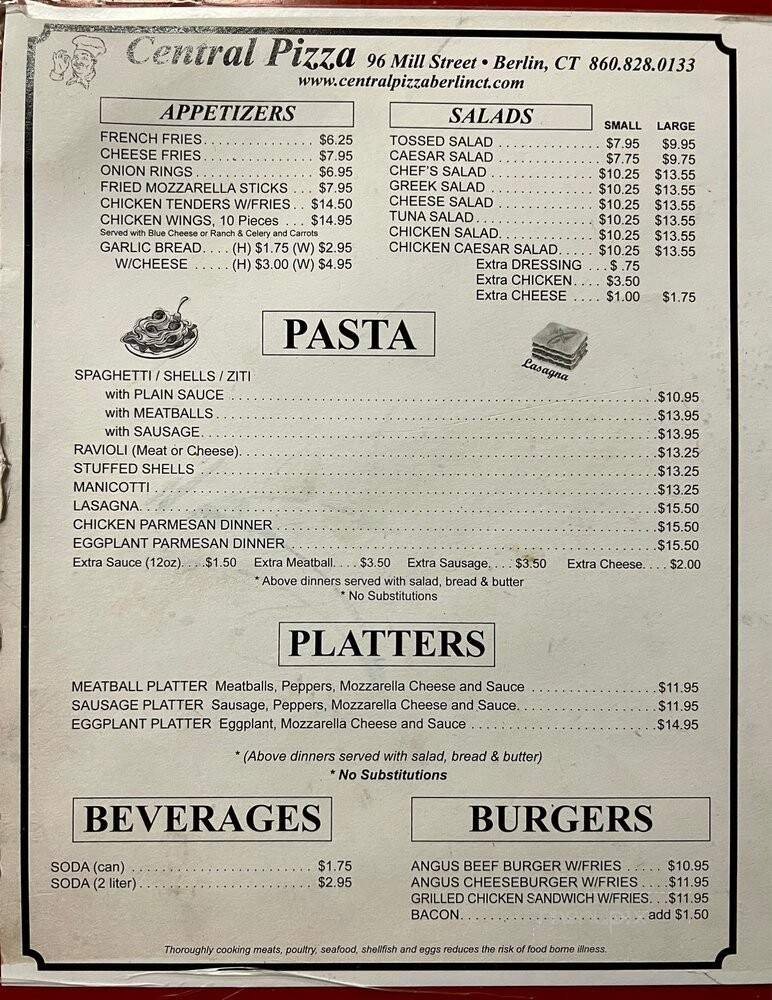 Central Pizza 96 Mill Street • Berlin, CT 860.828.0133
www.centralpizzaberlinct.com
APPETIZERS
FRENCH FRIES. . . . . . . . . . . . . . $6.25
CHEESE FRIES. . . . . . . . . . . . . . $7.95
ONION RINGS. . . . . . . . . . . . . . . $6.95
FRIED MOZZARELLA STICKS . . . $7.95
CHICKEN TENDERS W/FRIES. . $14.50
CHICKEN WINGS, 10 Pieces . . . $14.95
Served with Blue Cheese or Ranch & Celery and Carrots
GARLIC BREAD. . . . (H) $1.75 (W) $2.95
W/CHEESE . . . . . (H) $3.00 (W) $4.95
SALADS
SMALL LARGE
TOSSED SALAD . . . . . . . . . . . . . $7.95 $9.95
CAESAR SALAD . . . . . . . . . . . . . $7.75 $9.75
CHEF'S SALAD . . . . . . . . . . . . . $10.25 $13.55
GREEK SALAD . . . . . . . . . . . . . $10.25 $13.55
CHEESE SALAD . . . . . . . . . . . . $10.25 $13.55
TUNA SALAD. . . . . . . . . . . . . . . $10.25 $13.55
CHICKEN SALAD. . . . . . . . . . . . $10.25 $13.55
CHICKEN CAESAR SALAD. . . . . $10.25 $13.55
Extra DRESSING . . . $ .75
Extra CHICKEN. . . . $3.50
Extra CHEESE . . . . $1.00 $1.75
PASTA
Lasagna
SPAGHETTI / SHELLS / ZITI
with PLAIN SAUCE . . . . . . . . . . $10.95
with MEATBALLS . . . . . . . . . . $13.95
with SAUSAGE. . . . . . . . . . . $13.95
RAVIOLI (Meat or Cheese). . . . . . . . . . $13.25
STUFFED SHELLS . . . . . . . . . . $13.25
MANICOTTI . . . . . . . . . . $13.25
LASAGNA. . . . . . . . . . . $15.50
CHICKEN PARMESAN DINNER . . . . . . . . . . $15.50
EGGPLANT PARMESAN DINNER . . . . . . . . . . $15.50
Extra Sauce (12oz). . . .$1.50 Extra Meatball. . . . $3.50 Extra Sausage. . . . $3.50 Extra Cheese. . . . $2.00
* Above dinners served with salad, bread & butter
* No Substitutions
PLATTERS
MEATBALL PLATTER Meatballs, Peppers, Mozzarella Cheese and Sauce . . . . . . . . . . $11.95
SAUSAGE PLATTER Sausage, Peppers, Mozzarella Cheese and Sauce. . . . . . . . . . . $11.95
EGGPLANT PLATTER Eggplant, Mozzarella Cheese and Sauce . . . . . . . . . . $14.95
* (Above dinners served with salad, bread & butter)
* No Substitutions
BEVERAGES
SODA (can) . . . . . . . . . . $1.75
SODA (2 liter) . . . . . . . . . . $2.95
BURGERS
ANGUS BEEF BURGER W/FRIES . . . . . $10.95
ANGUS CHEESEBURGER W/FRIES . . . .$11.95
GRILLED CHICKEN SANDWICH W/FRIES. . .$11.95
BACON. . . . . . . . . . . add $1.50
Thoroughly cooking meats, poultry, seafood, shellfish and eggs reduces the risk of food borne illness.